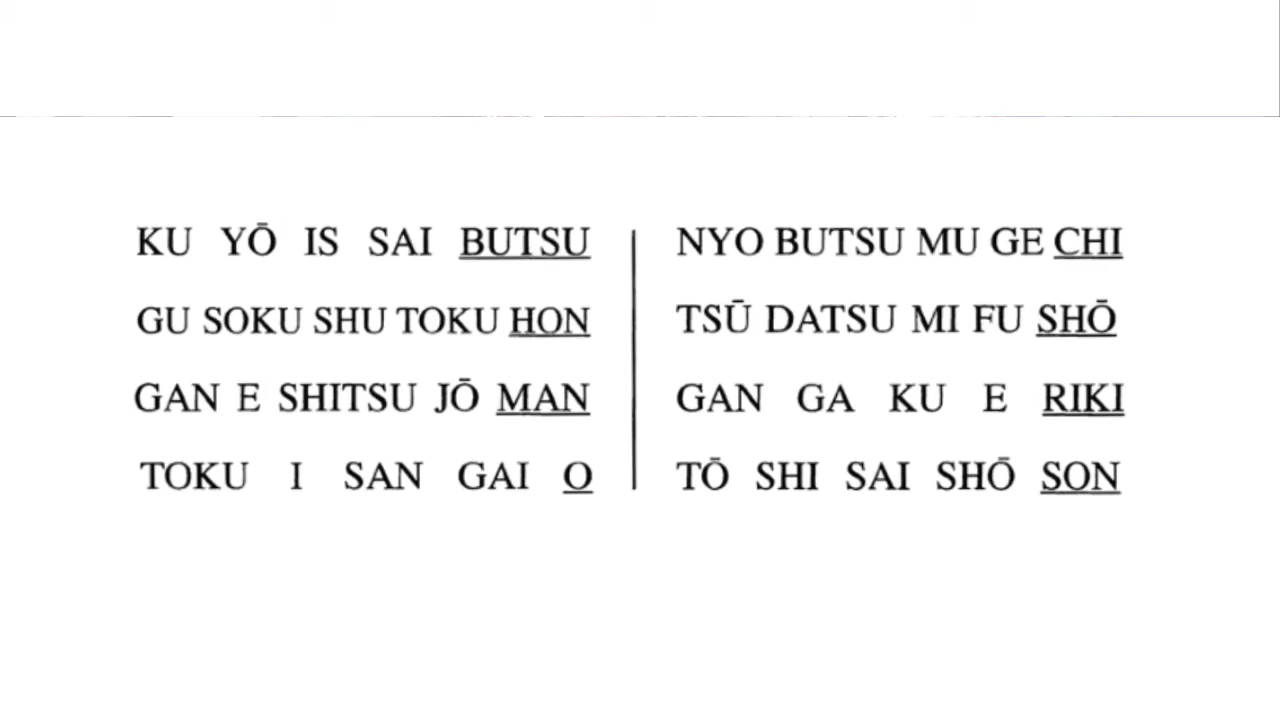 KU YŌ IS SAI BUTSU
GU SOKU SHU TOKU HON
GAN E SHITSU JŌ MAN
TOKU I SAN GAI O
NYO BUTSU MU GE CHI
TSŪ DATSU MI FU SHŌ
GAN GA KU E RIKI
TŌ SHI SAI SHŌ SON